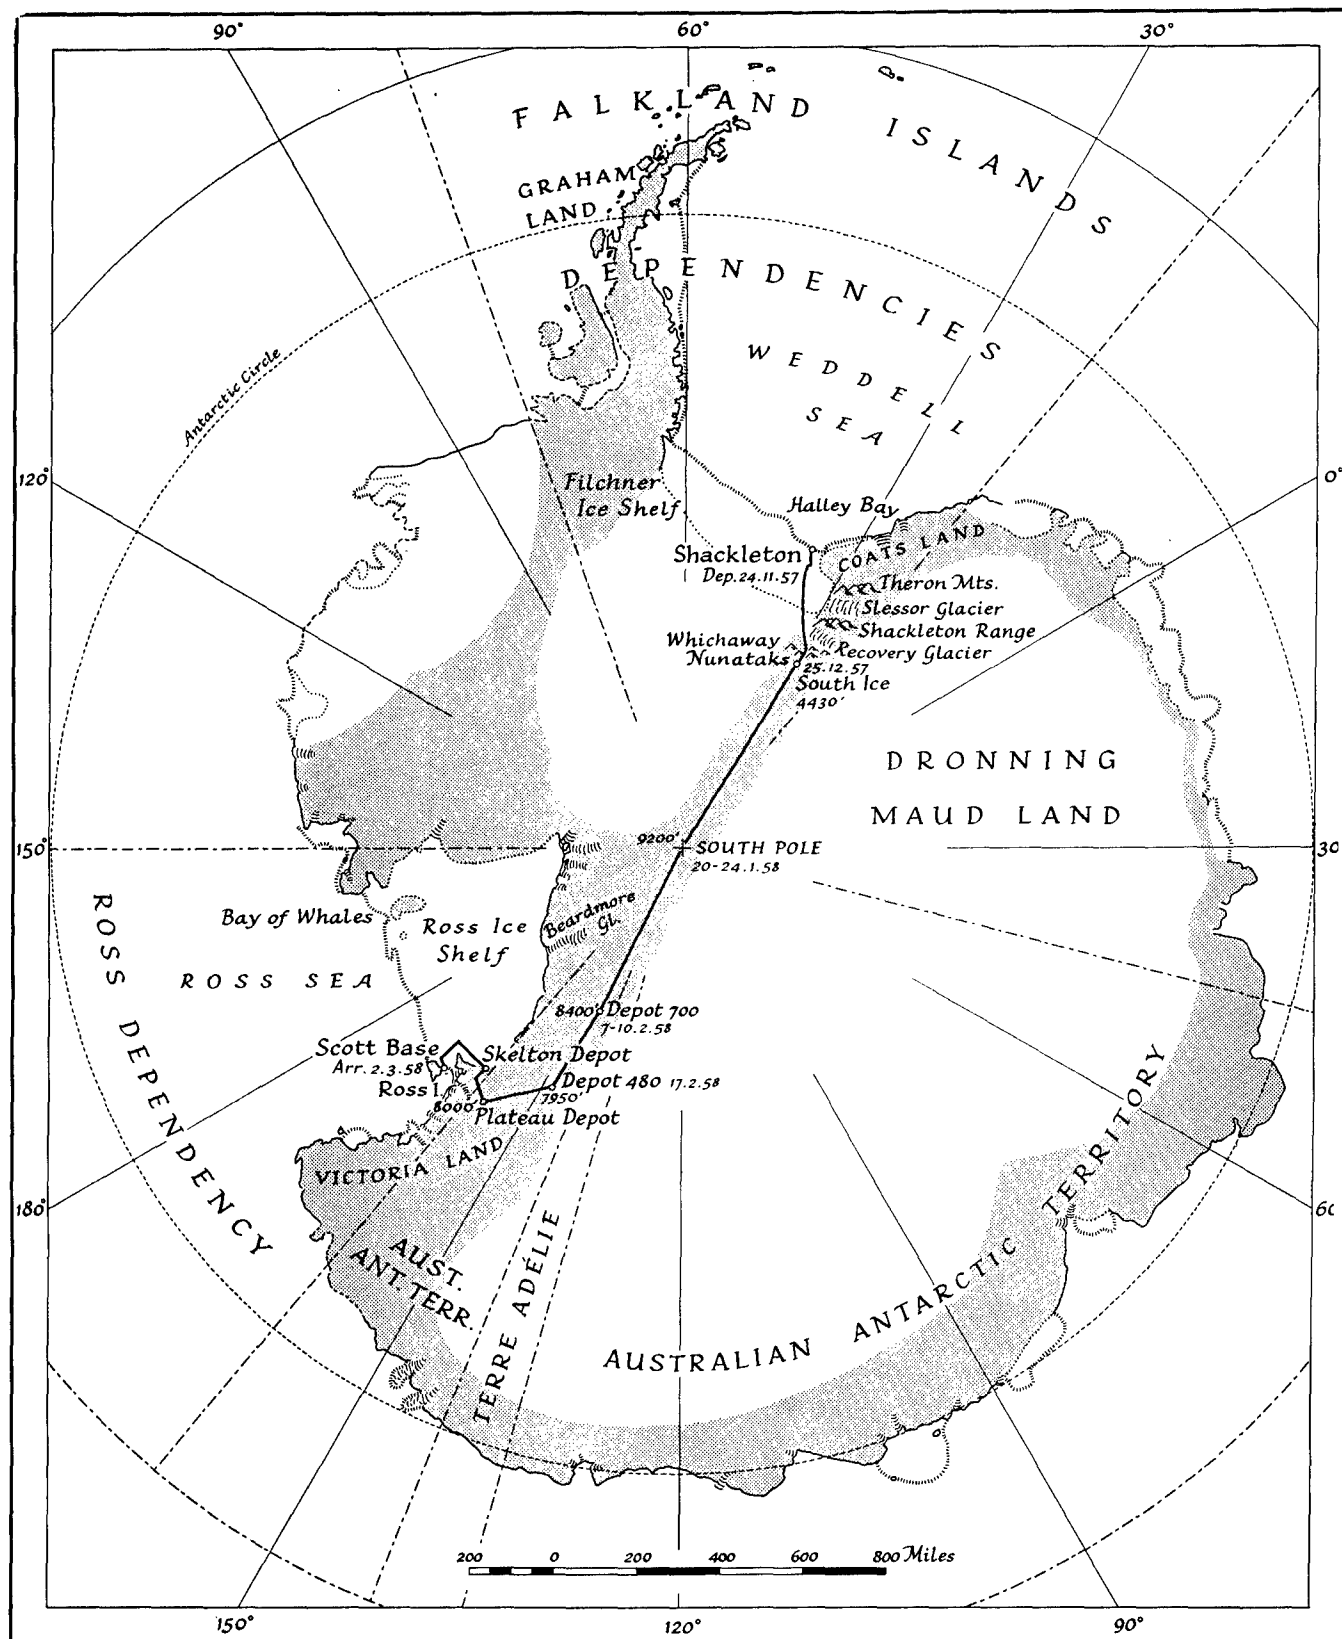 90°
60°
30°
FALKLAND ISLANDS
GRAHAM
LAND
DEPENDENCIES
WEDDELL
SEA
Antarctic Circle
120°
0°
Filchner
Ice Shelf
Halley Bay
Shackleton
Dep. 24.11.57
COATS LAND
Theron Mts.
Slessor Glacier
Shackleton Range
Whichaway
Nunataks
Recovery Glacier
25.12.57
South Ice
4430'
DRONNING
MAUD LAND
150°
9200'
SOUTH POLE
20-24.1.58
30
ROSS DEPENDENCY
Bay of Whales
Ross Ice
Shelf
Beardmore
Gl.
ROSS SEA
8400'
Depot 700
7-10.2.58
Scott Base
Arr. 2.3.58
Skelton Depot
Ross I.
Depot 480 17.2.58
7950'
8000'
Plateau Depot
VICTORIA LAND
180°
60
AUST.
ANT. TERR.
TERRE ADÉLIE
AUSTRALIAN ANTARCTIC TERRITORY
200 0 200 400 600 800 Miles
150°
120°
90°